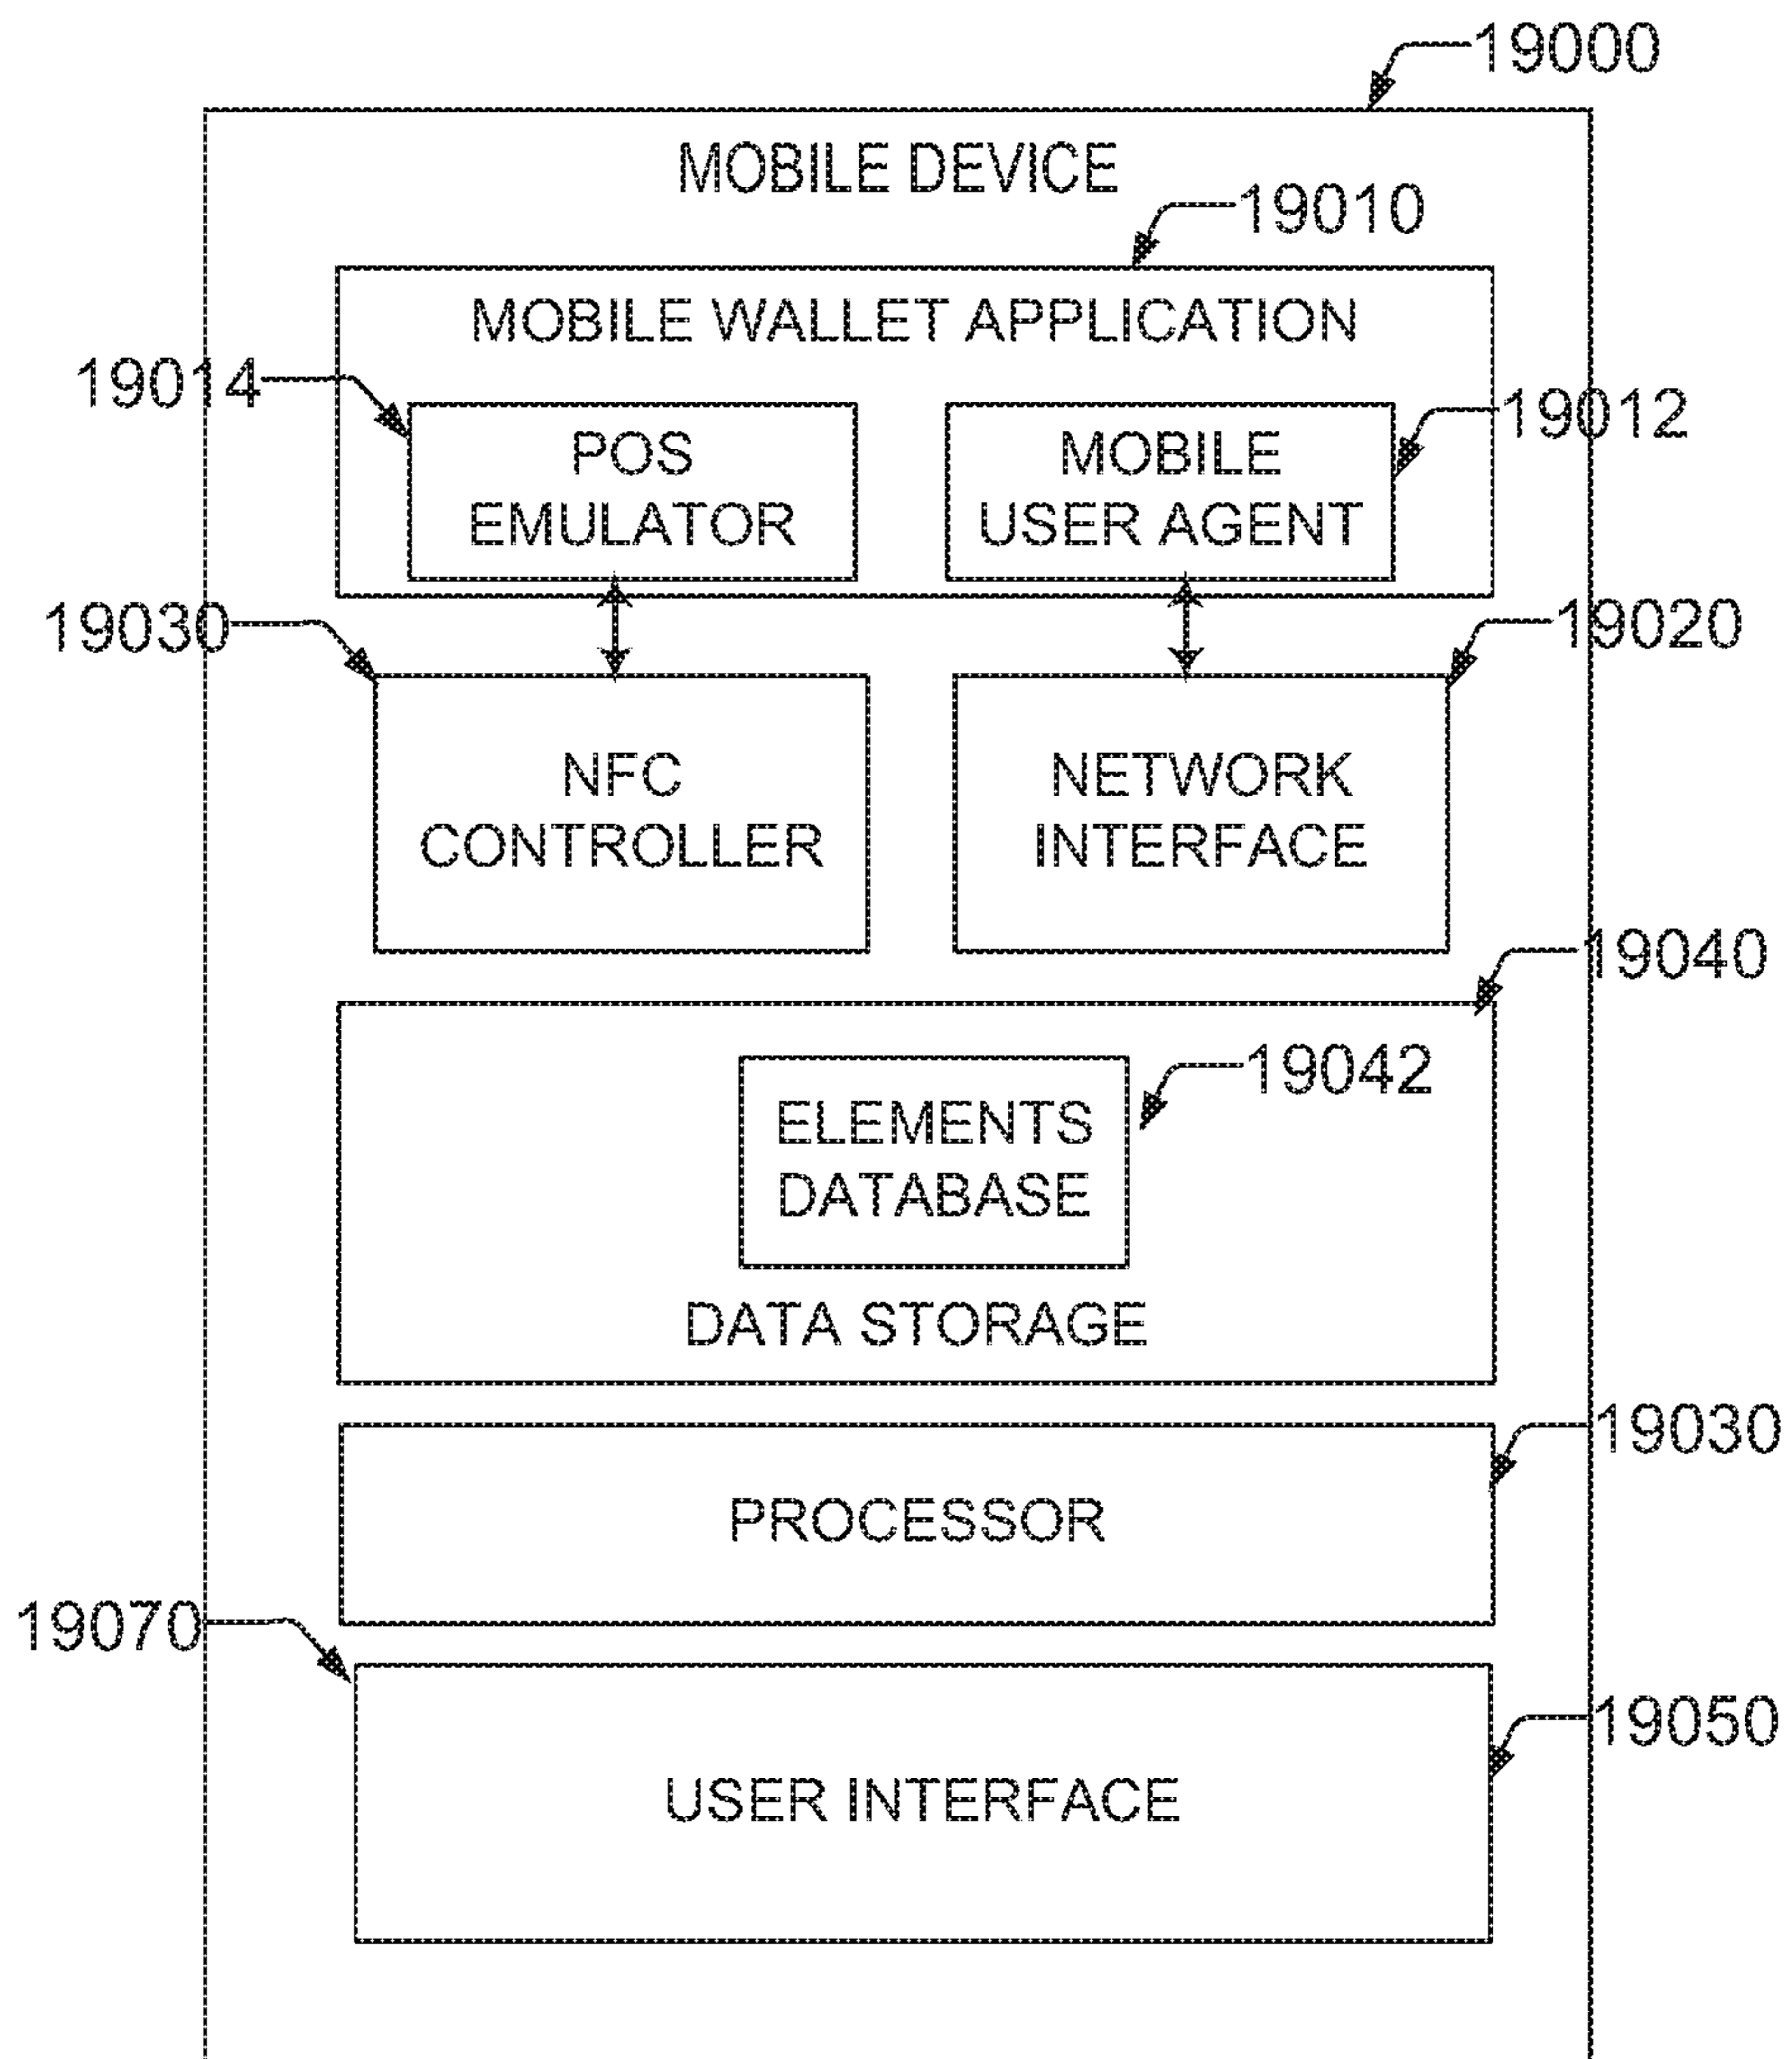 19000
MOBILE DEVICE
19010
MOBILE WALLET APPLICATION
19014
19012
POS
EMULATOR
MOBILE
USER AGENT
19030
19020
NFC
CONTROLLER
NETWORK
INTERFACE
19040
19042
ELEMENTS
DATABASE
DATA STORAGE
19030
PROCESSOR
19070
19050
USER INTERFACE